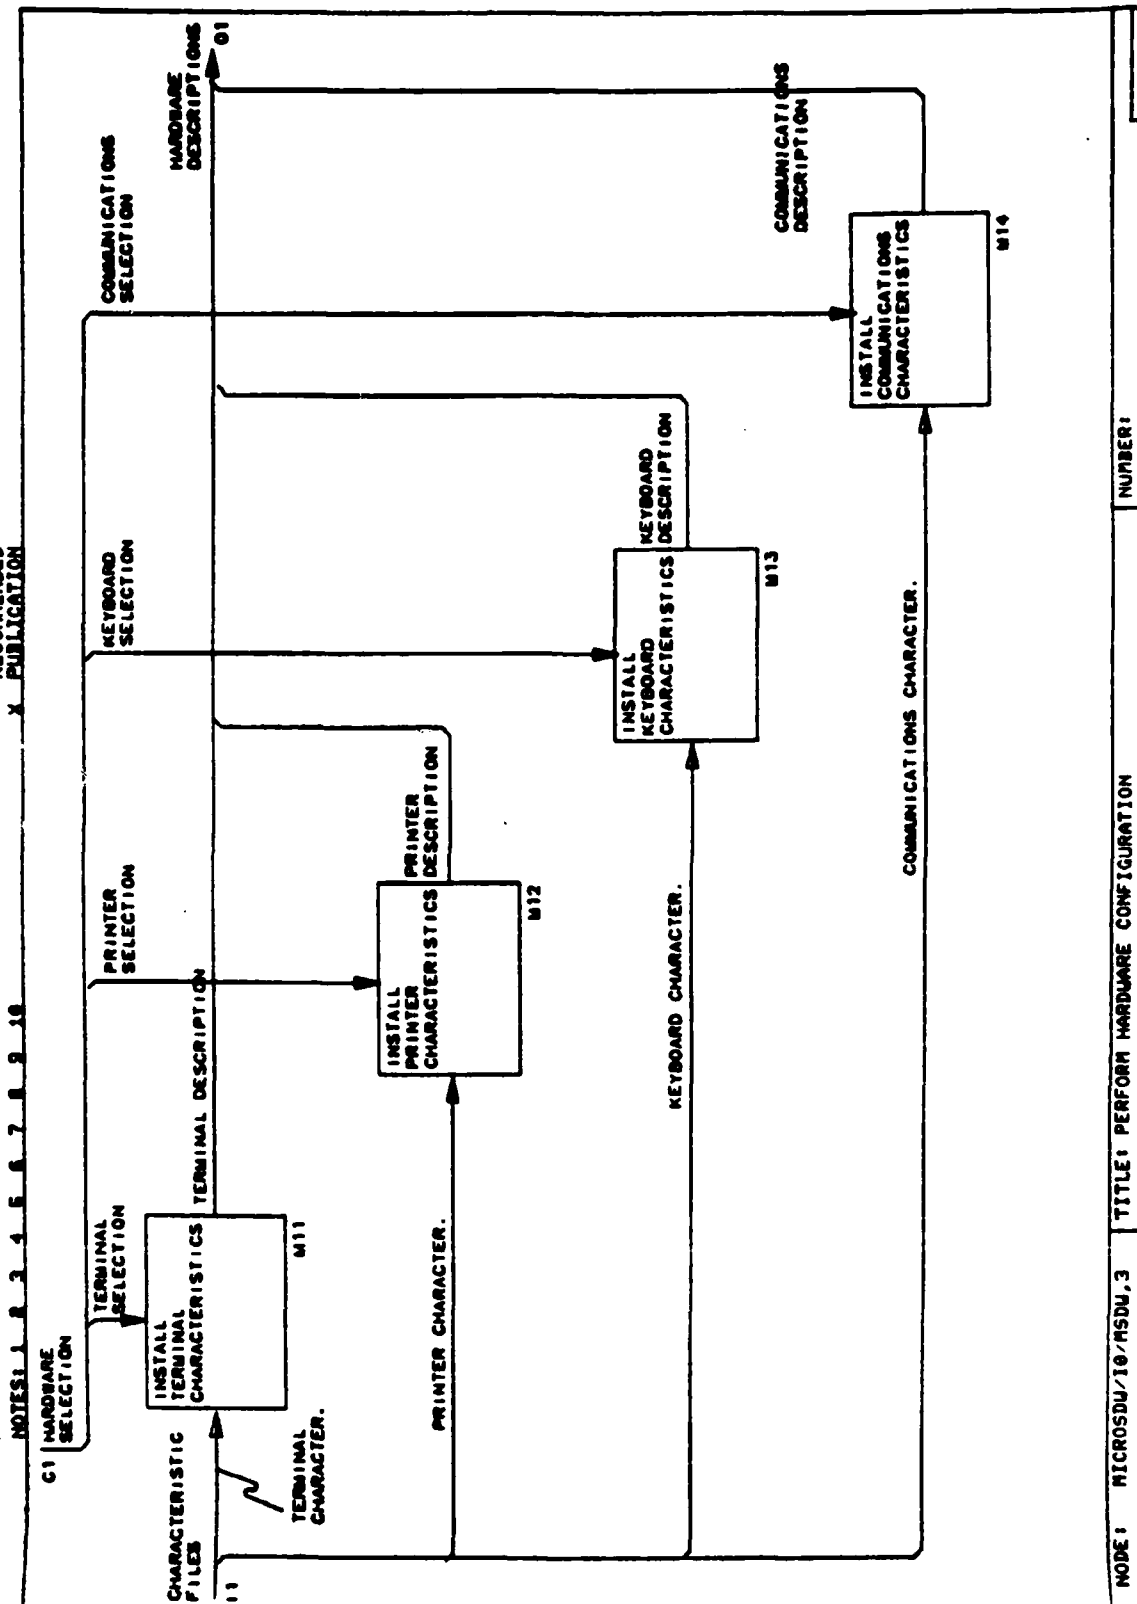 RECOMMENDED
X PUBLICATION
NOTES: 1 2 3 4 5 6 7 8 9 10
C1
HARDWARE
SELECTION
TERMINAL
SELECTION
PRINTER
SELECTION
KEYBOARD
SELECTION
COMMUNICATIONS
SELECTION
CHARACTERISTIC
FILES
I1
TERMINAL
CHARACTER.
INSTALL
TERMINAL
CHARACTERISTICS
M11
TERMINAL DESCRIPTION
HARDWARE
DESCRIPTIONS
O1
PRINTER CHARACTER.
INSTALL
PRINTER
CHARACTERISTICS
M12
PRINTER
DESCRIPTION
KEYBOARD CHARACTER.
INSTALL
KEYBOARD
CHARACTERISTICS
M13
KEYBOARD
DESCRIPTION
COMMUNICATIONS CHARACTER.
INSTALL
COMMUNICATIONS
CHARACTERISTICS
M14
COMMUNICATIONS
DESCRIPTION
NODE: MICROSDW/10/MSDW,3
TITLE: PERFORM HARDWARE CONFIGURATION
NUMBER: